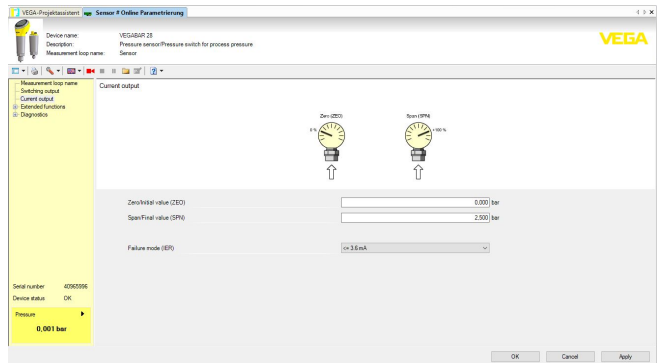 VEGA-Projektassistent
Sensor # Online Parametrierung
Device name: VEGABAR 28
Description: Pressure sensor/Pressure switch for process pressure
Measurement loop name: Sensor
VEGA
Measurement loop name
Switching output
Current output
Extended functions
Diagnostics
Current output
Zero (ZEO)
0 %
Span (SPN)
+100 %
Zero/Initial value (ZEO) 0,000 bar
Span/Final value (SPN) 2,500 bar
Failure mode (IER) <= 3.6 mA
Serial number 40965996
Device status OK
Pressure
0,001 bar
OK Cancel Apply